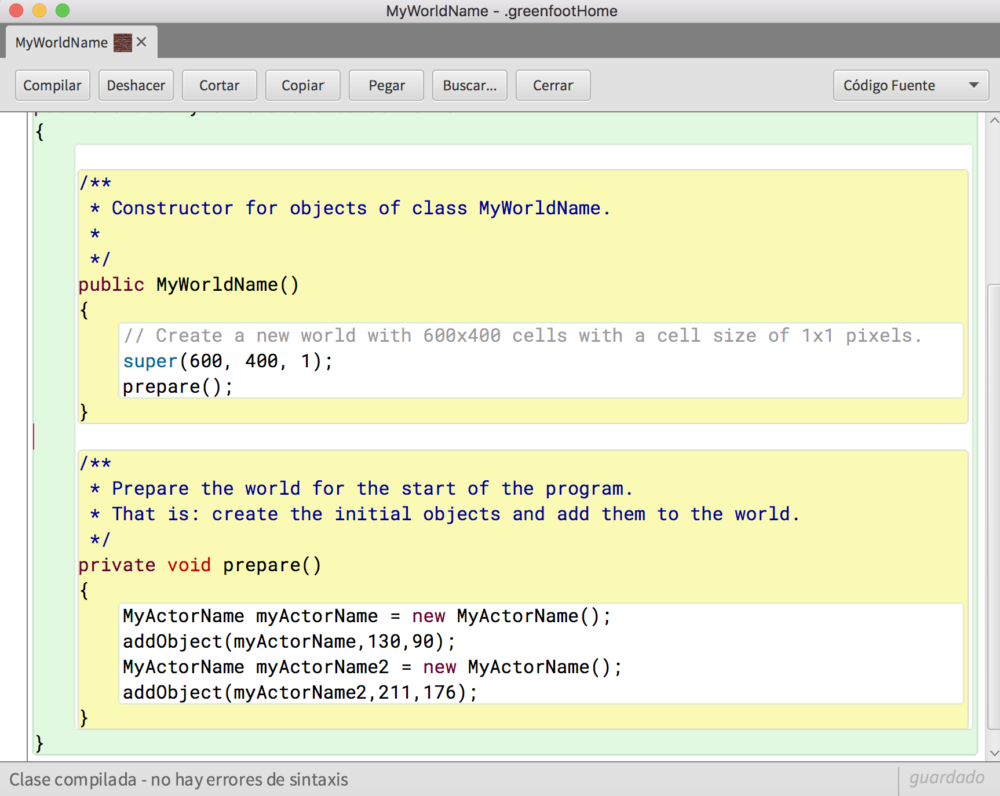 MyWorldName - .greenfootHome
MyWorldName
Compilar Deshacer Cortar Copiar Pegar Buscar... Cerrar Código Fuente
{
/**
 * Constructor for objects of class MyWorldName.
 *
 */
public MyWorldName()
{
// Create a new world with 600x400 cells with a cell size of 1x1 pixels.
super(600, 400, 1);
prepare();
}
/**
 * Prepare the world for the start of the program.
 * That is: create the initial objects and add them to the world.
 */
private void prepare()
{
MyActorName myActorName = new MyActorName();
addObject(myActorName,130,90);
MyActorName myActorName2 = new MyActorName();
addObject(myActorName2,211,176);
}
}
Clase compilada - no hay errores de sintaxis
guardado